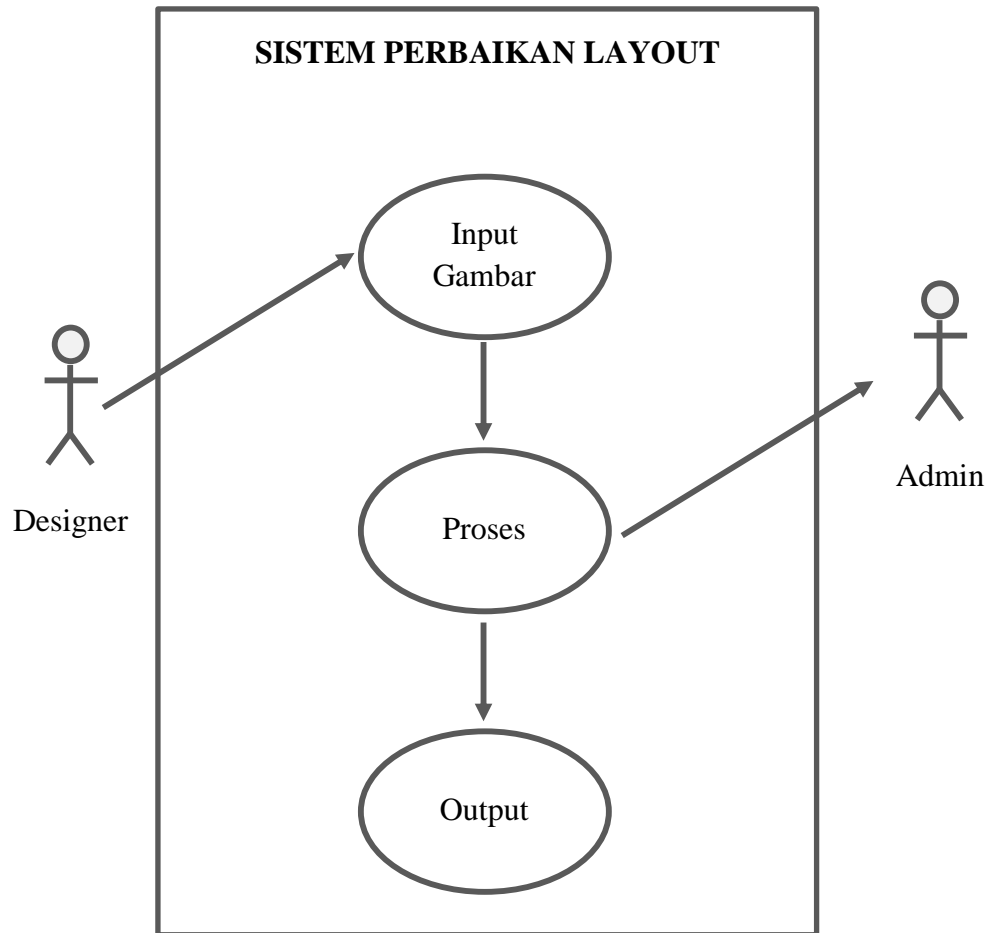 SISTEM PERBAIKAN LAYOUT
Input
Gambar
Admin
Designer
Proses
Output